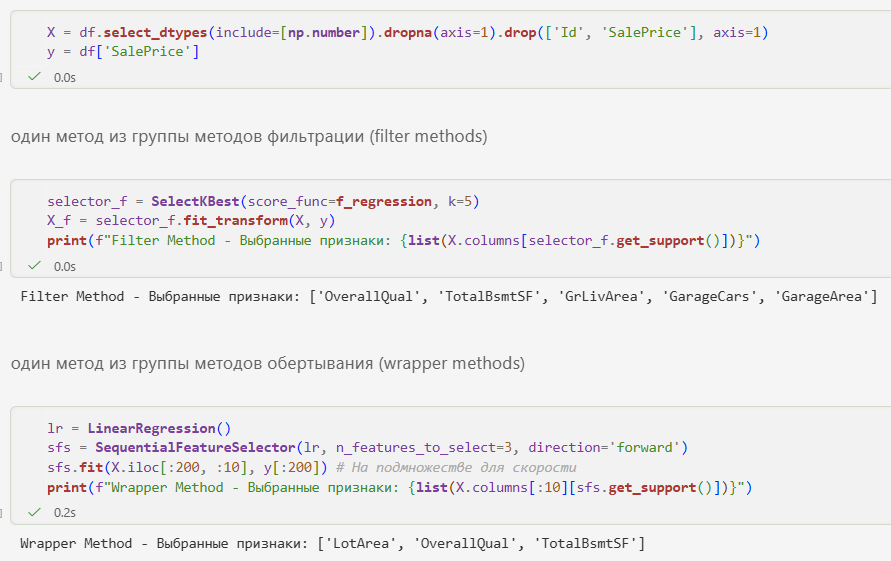 X = df.select_dtypes(include=[np.number]).dropna(axis=1).drop(['Id', 'SalePrice'], axis=1)
y = df['SalePrice']
0.0s
один метод из группы методов фильтрации (filter methods)
selector_f = SelectKBest(score_func=f_regression, k=5)
X_f = selector_f.fit_transform(X, y)
print(f"Filter Method - Выбранные признаки: {list(X.columns[selector_f.get_support()])}")
0.0s
Filter Method - Выбранные признаки: ['OverallQual', 'TotalBsmtSF', 'GrLivArea', 'GarageCars', 'GarageArea']
один метод из группы методов обертывания (wrapper methods)
lr = LinearRegression()
sfs = SequentialFeatureSelector(lr, n_features_to_select=3, direction='forward')
sfs.fit(X.iloc[:200, :10], y[:200]) # На подмножестве для скорости
print(f"Wrapper Method - Выбранные признаки: {list(X.columns[:10][sfs.get_support()])}")
0.2s
Wrapper Method - Выбранные признаки: ['LotArea', 'OverallQual', 'TotalBsmtSF']